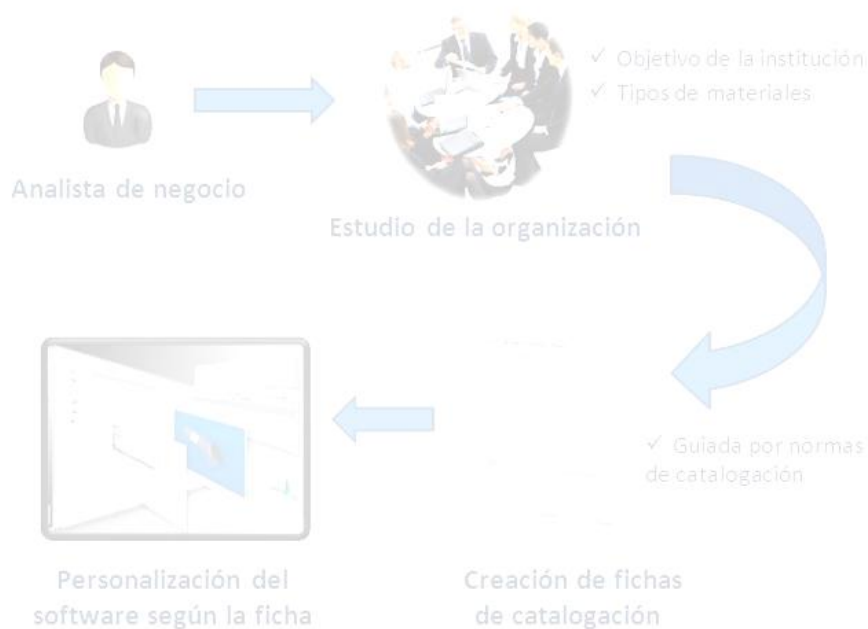 ✓ Objetivo de la institución
✓ Tipos de materiales
Analista de negocio
Estudio de la organización
✓ Guiada por normas
de catalogación
Personalización del
software según la ficha
Creación de fichas
de catalogación